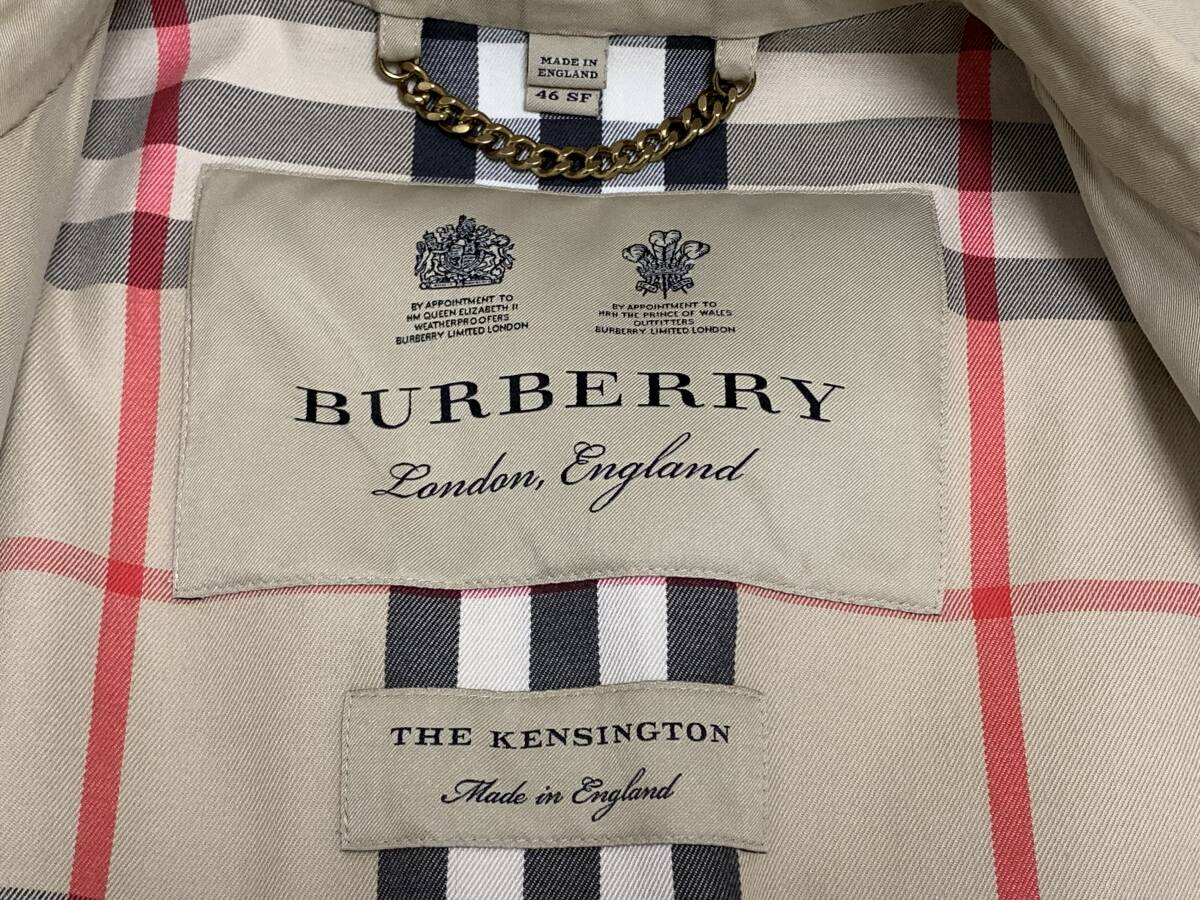 MADE IN
ENGLAND
46 SF
BY APPOINTMENT TO
HM QUEEN ELIZABETH II
WEATHERPROOFERS
BURBERRY LIMITED LONDON
BY APPOINTMENT TO
HRH THE PRINCE OF WALES
OUTFITTERS
BURBERRY LIMITED LONDON
BURBERRY
London, England
THE KENSINGTON
Made in England